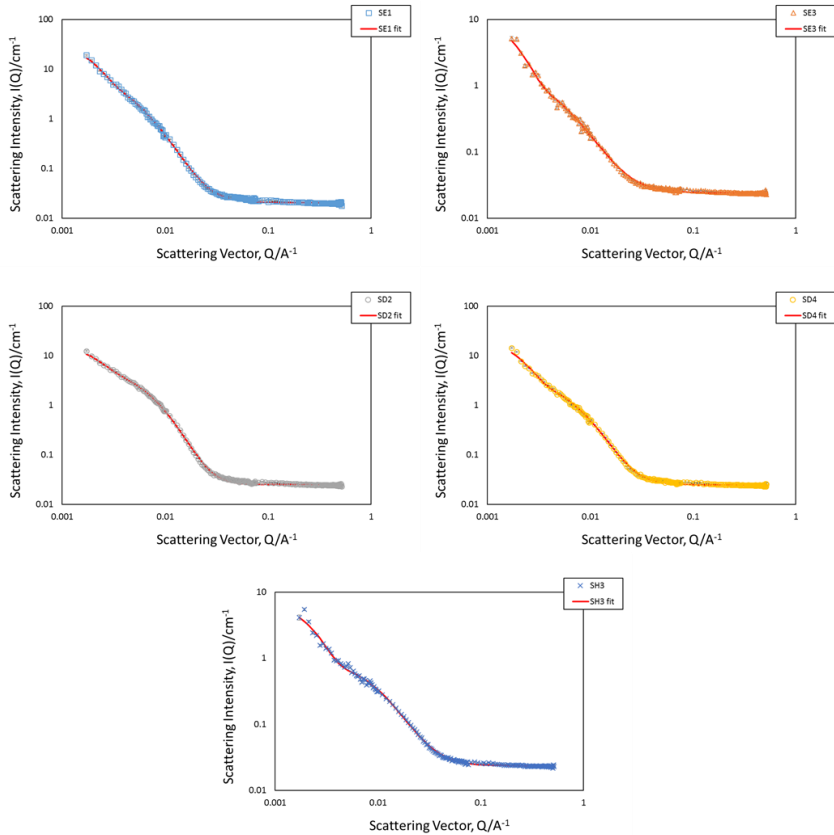 SE1
SE1 fit
100
10
1
0.1
0.01
0.001
0.01
0.1
1
Scattering Intensity, I(Q)/cm-1
Scattering Vector, Q/A-1
SE3
SE3 fit
10
1
0.1
0.01
0.001
0.01
0.1
1
Scattering Intensity, I(Q)/cm-1
Scattering Vector, Q/A-1
SD2
SD2 fit
100
10
1
0.1
0.01
0.001
0.01
0.1
1
Scattering Intensity, I(Q)/cm-1
Scattering Vector, Q/A-1
SD4
SD4 fit
100
10
1
0.1
0.01
0.001
0.01
0.1
1
Scattering Intensity, I(Q)/cm-1
Scattering Vector, Q/A-1
SH3
SH3 fit
10
1
0.1
0.01
0.001
0.01
0.1
1
Scattering Intensity, I(Q)/cm-1
Scattering Vector, Q/A-1